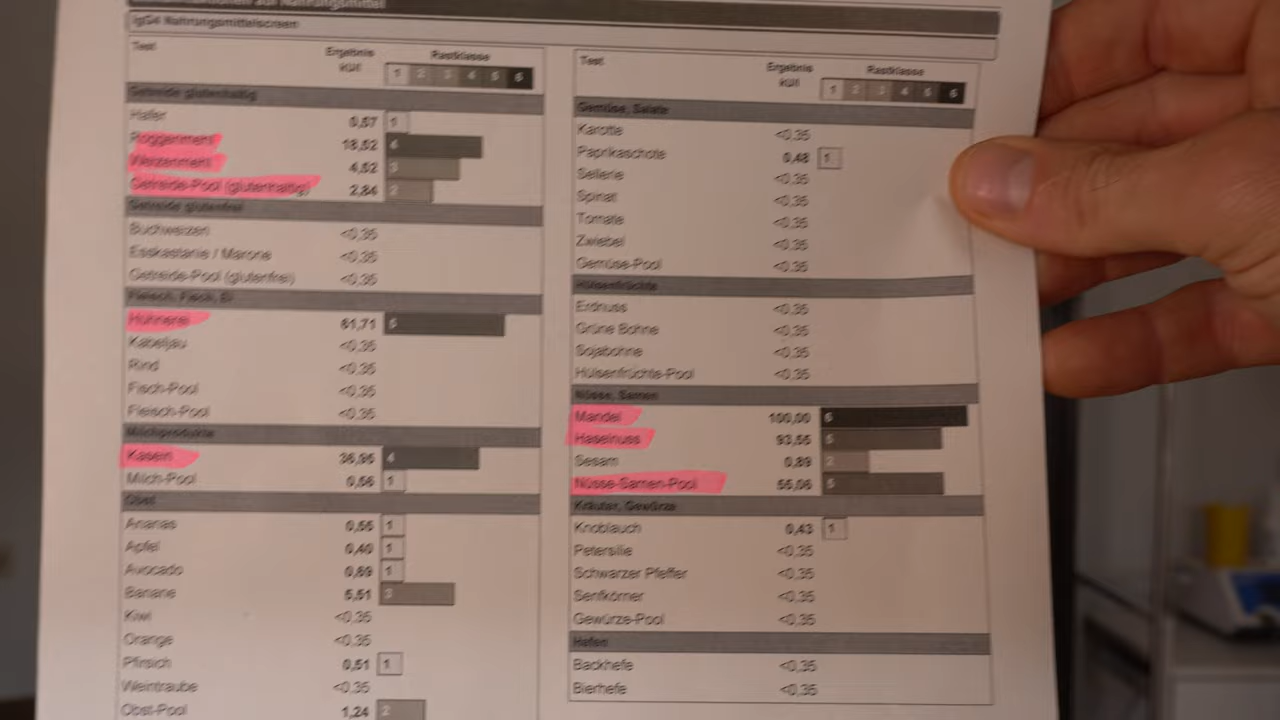 IgG4 Nahrungsmittelscreen
Test Ergebnis Rastklasse
kU/l 1 2 3 4 5 6
Getreide glutenhaltig
Hafer 0,57 1
Roggenmehl 18,52 4
Weizenmehl 4,52 3
Getreide-Pool (glutenhaltig) 2,84 2
Getreide glutenfrei
Buchweizen <0,35
Esskastanie / Marone <0,35
Getreide-Pool (glutenfrei) <0,35
Fleisch, Fisch, Ei
Hühnerei 61,71 5
Kabeljau <0,35
Rind <0,35
Fisch-Pool <0,35
Fleisch-Pool <0,35
Milchprodukte
Kasein 4
Milch-Pool 0,56 1
Obst
Ananas 0,55 1
Apfel 0,40 1
Avocado 0,69 1
Banane 5,51 3
Kiwi <0,35
Orange <0,35
Pfirsich 0,51 1
Weintraube <0,35
Obst-Pool 1,24 2
Test Ergebnis Rastklasse
kU/l 1 2 3 4 5 6
Gemüse, Salate
Karotte <0,35
Paprikaschote 0,48 1
Sellerie <0,35
Spinat <0,35
Tomate <0,35
Zwiebel <0,35
Gemüse-Pool <0,35
Hülsenfrüchte
Erdnuss <0,35
Grüne Bohne <0,35
Sojabohne <0,35
Hülsenfrüchte-Pool <0,35
Nüsse, Samen
Mandel 100,00 6
Haselnuss 93,55 5
Sesam 0,89 2
Nüsse-Samen-Pool 55,06 5
Kräuter, Gewürze
Knoblauch 0,43 1
Petersilie <0,35
Schwarzer Pfeffer <0,35
Senfkörner <0,35
Gewürze-Pool <0,35
Hefen
Backhefe <0,35
Bierhefe <0,35